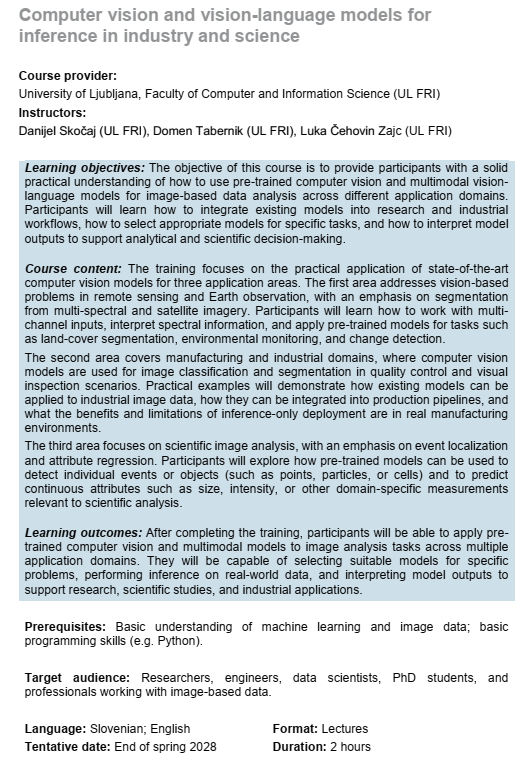 Computer vision and vision-language models for
inference in industry and science
Course provider:
University of Ljubljana, Faculty of Computer and Information Science (UL FRI)
Instructors:
Danijel Skočaj (UL FRI), Domen Tabernik (UL FRI), Luka Čehovin Zajc (UL FRI)
Learning objectives: The objective of this course is to provide participants with a solid
practical understanding of how to use pre-trained computer vision and multimodal vision-
language models for image-based data analysis across different application domains.
Participants will learn how to integrate existing models into research and industrial
workflows, how to select appropriate models for specific tasks, and how to interpret model
outputs to support analytical and scientific decision-making.
Course content: The training focuses on the practical application of state-of-the-art
computer vision models for three application areas. The first area addresses vision-based
problems in remote sensing and Earth observation, with an emphasis on segmentation
from multi-spectral and satellite imagery. Participants will learn how to work with multi-
channel inputs, interpret spectral information, and apply pre-trained models for tasks such
as land-cover segmentation, environmental monitoring, and change detection.
The second area covers manufacturing and industrial domains, where computer vision
models are used for image classification and segmentation in quality control and visual
inspection scenarios. Practical examples will demonstrate how existing models can be
applied to industrial image data, how they can be integrated into production pipelines, and
what the benefits and limitations of inference-only deployment are in real manufacturing
environments.
The third area focuses on scientific image analysis, with an emphasis on event localization
and attribute regression. Participants will explore how pre-trained models can be used to
detect individual events or objects (such as points, particles, or cells) and to predict
continuous attributes such as size, intensity, or other domain-specific measurements
relevant to scientific analysis.
Learning outcomes: After completing the training, participants will be able to apply pre-
trained computer vision and multimodal models to image analysis tasks across multiple
application domains. They will be capable of selecting suitable models for specific
problems, performing inference on real-world data, and interpreting model outputs to
support research, scientific studies, and industrial applications.
Prerequisites: Basic understanding of machine learning and image data; basic
programming skills (e.g. Python).
Target audience: Researchers, engineers, data scientists, PhD students, and
professionals working with image-based data.
Language: Slovenian; English Format: Lectures
Tentative date: End of spring 2028 Duration: 2 hours